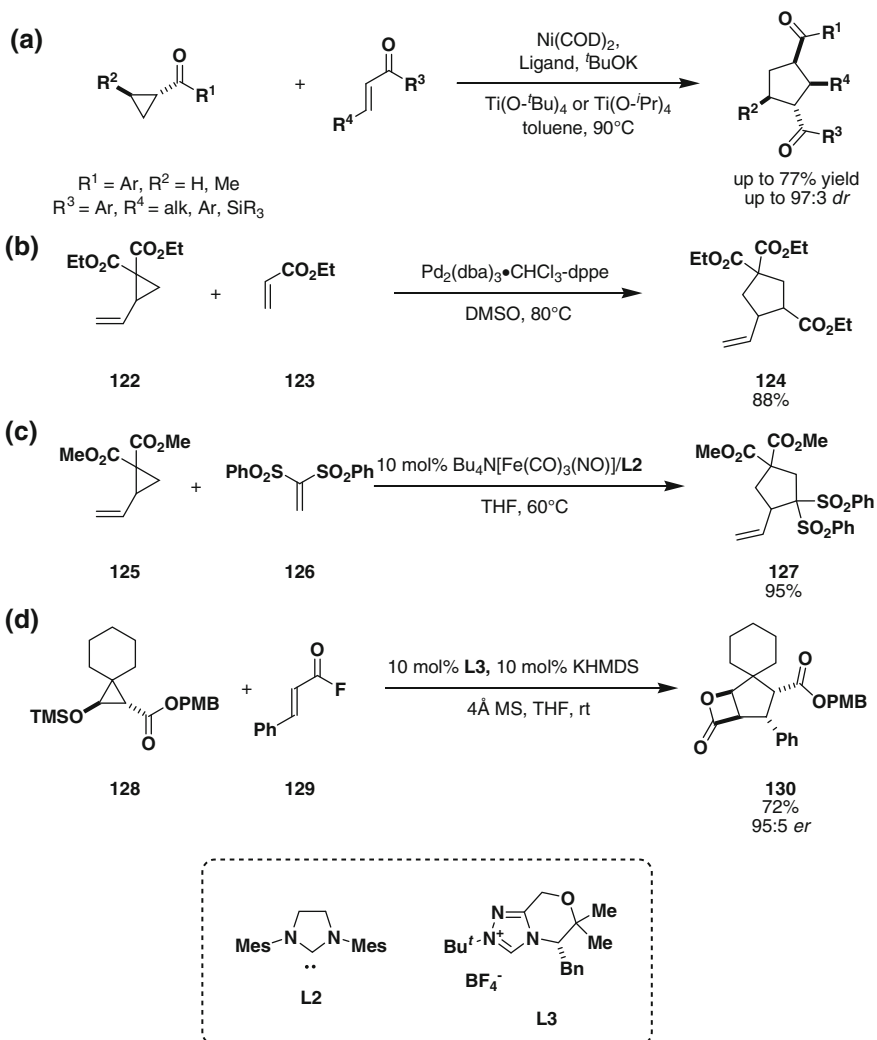 (a)
R² R¹ O + O R³ R⁴
Ni(COD)₂,
Ligand, ᵗBuOK
Ti(O-ᵗBu)₄ or Ti(O-ⁱPr)₄
toluene, 90°C
O R¹ R⁴ R² O R³
R¹ = Ar, R² = H, Me
R³ = Ar, R⁴ = alk, Ar, SiR₃
up to 77% yield
up to 97:3 dr
(b)
EtO₂C CO₂Et + CO₂Et
Pd₂(dba)₃•CHCl₃-dppe
DMSO, 80°C
EtO₂C CO₂Et CO₂Et
122 123 124
88%
(c)
MeO₂C CO₂Me + PhO₂S SO₂Ph
10 mol% Bu₄N[Fe(CO)₃(NO)]/L2
THF, 60°C
MeO₂C CO₂Me SO₂Ph SO₂Ph
125 126 127
95%
(d)
TMSO OPMB O + O F Ph
10 mol% L3, 10 mol% KHMDS
4Å MS, THF, rt
O O O OPMB Ph
128 129 130
72%
95:5 er
Mes N N Mes
••
L2
N O Me Me N⁺ N Buᵗ Bn
BF₄⁻
L3